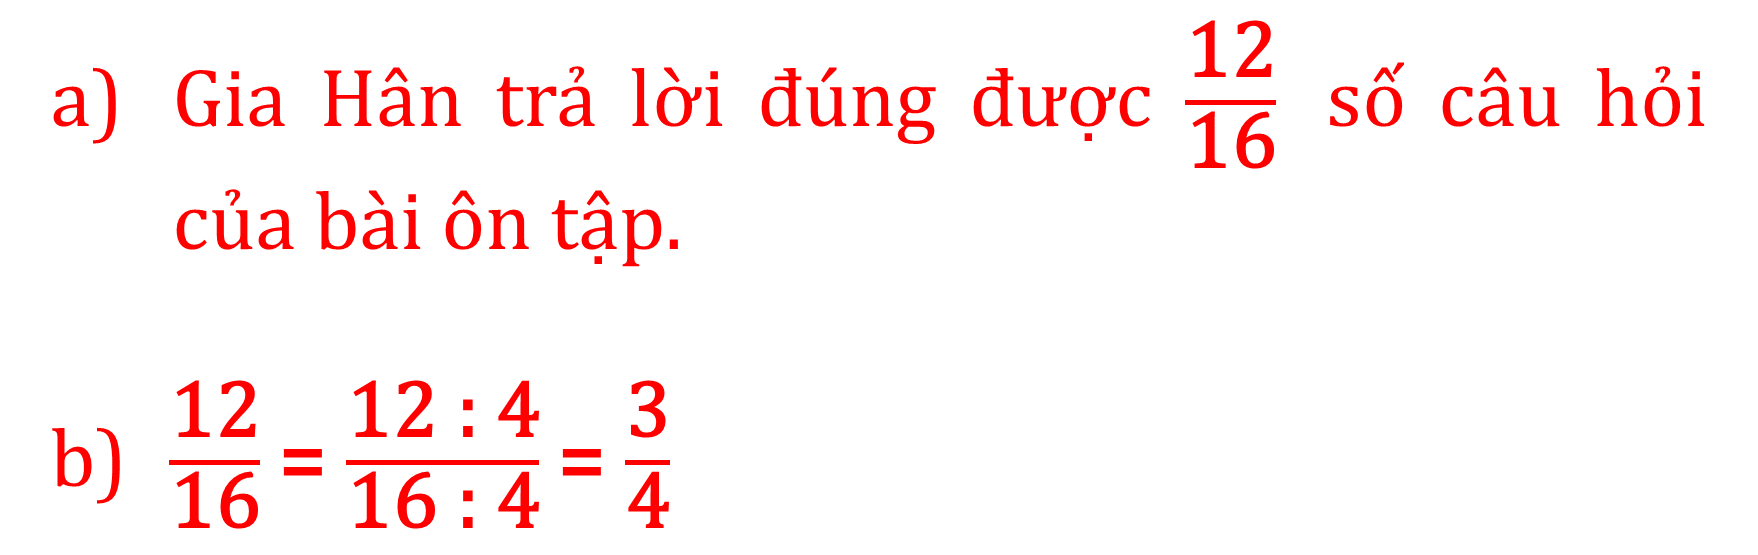 a) Gia Hân trả lời đúng được 12/16 số câu hỏi
của bài ôn tập.
b) 12/16 = 12 : 4/16 : 4 = 3/4